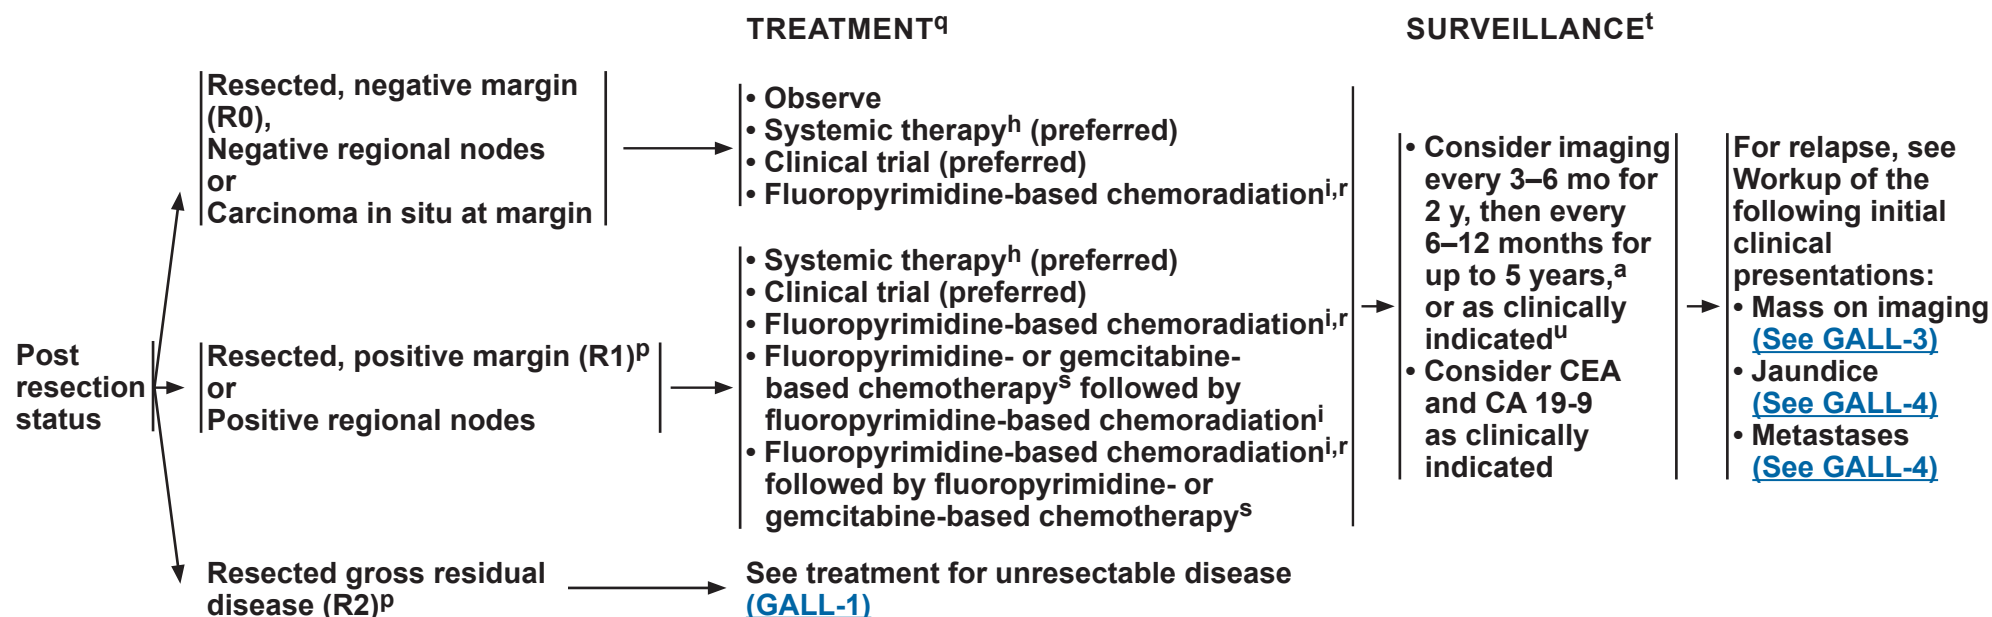 TREATMENTq
SURVEILLANCEt
Post
resection
status
Resected, negative margin
(R0),
Negative regional nodes
or
Carcinoma in situ at margin
• Observe
• Systemic therapyh (preferred)
• Clinical trial (preferred)
• Fluoropyrimidine-based chemoradiationi,r
Resected, positive margin (R1)p
or
Positive regional nodes
• Systemic therapyh (preferred)
• Clinical trial (preferred)
• Fluoropyrimidine-based chemoradiationi,r
• Fluoropyrimidine- or gemcitabine-
based chemotherapys followed by
fluoropyrimidine-based chemoradiationi
• Fluoropyrimidine-based chemoradiationi,r
followed by fluoropyrimidine- or
gemcitabine-based chemotherapys
Resected gross residual
disease (R2)p
See treatment for unresectable disease
(GALL-1)
• Consider imaging
every 3–6 mo for
2 y, then every
6–12 months for
up to 5 years,a
or as clinically
indicatedu
• Consider CEA
and CA 19-9
as clinically
indicated
For relapse, see
Workup of the
following initial
clinical
presentations:
• Mass on imaging
(See GALL-3)
• Jaundice
(See GALL-4)
• Metastases
(See GALL-4)